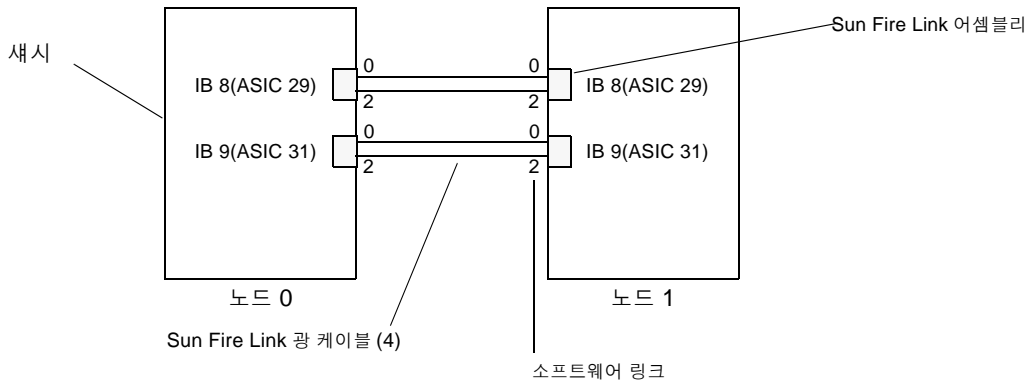 Sun Fire Link 어셈블리
섀시
0 0
IB 8(ASIC 29) IB 8(ASIC 29)
2 2
0 0
IB 9(ASIC 31) IB 9(ASIC 31)
2 2
노드 0 노드 1
Sun Fire Link 광 케이블 (4)
소프트웨어 링크